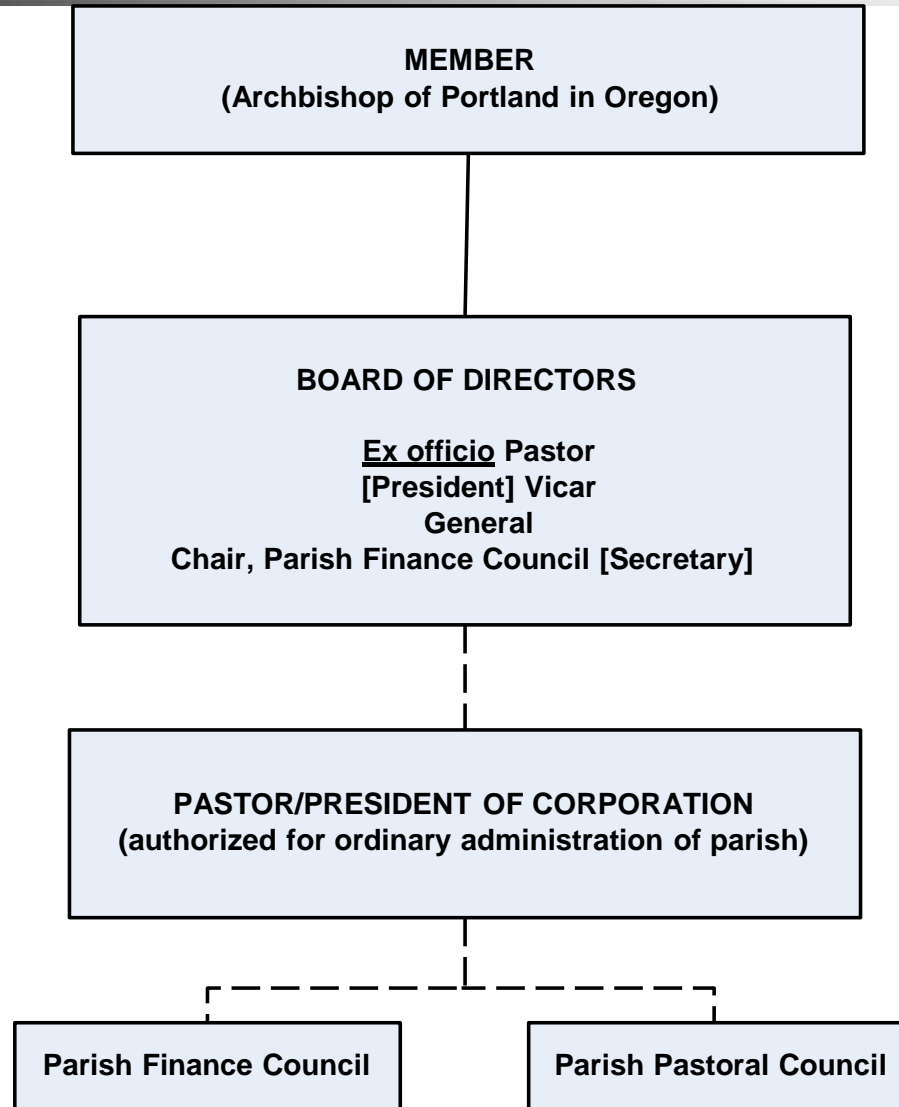 MEMBER
(Archbishop of Portland in Oregon)
BOARD OF DIRECTORS
Ex officio Pastor
[President] Vicar
General
Chair, Parish Finance Council [Secretary]
PASTOR/PRESIDENT OF CORPORATION
(authorized for ordinary administration of parish)
Parish Finance Council
Parish Pastoral Council